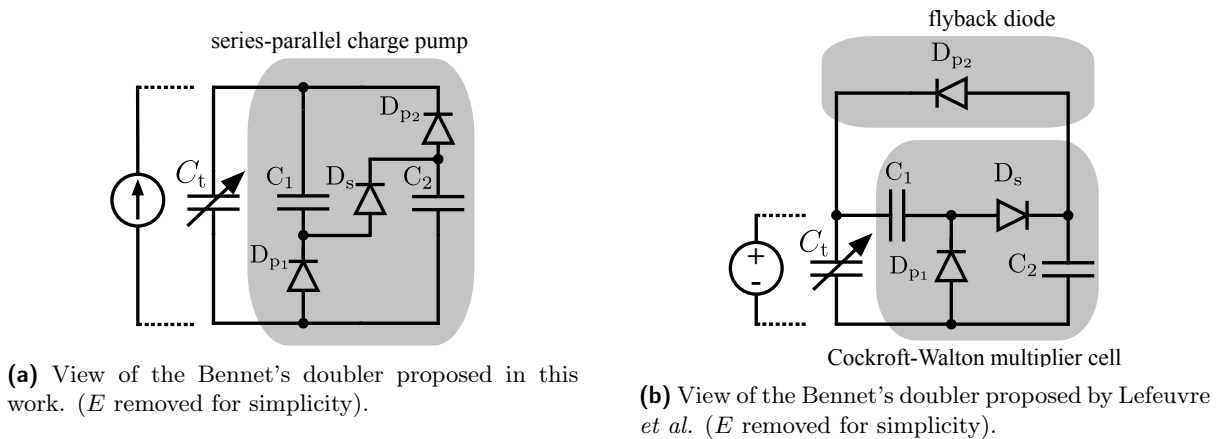 series-parallel charge pump
D_p2
C_t
C_1
D_s
C_2
D_p1
(a) View of the Bennet's doubler proposed in this
work. (E removed for simplicity).
flyback diode
D_p2
C_1
D_s
C_t
+
-
D_p1
C_2
Cockroft-Walton multiplier cell
(b) View of the Bennet's doubler proposed by Lefeuvre
et al. (E removed for simplicity).